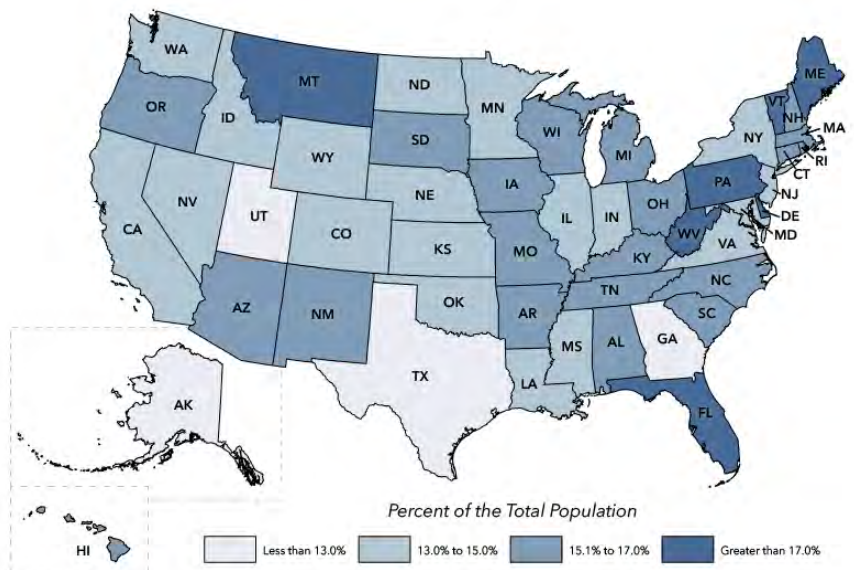 WA
MT
ND
MN
ME
VT
NH
OR
ID
SD
WI
MI
NY
MA
RI
CT
WY
IA
NE
PA
NJ
NV
UT
IL
IN
OH
DE
MD
CA
CO
KS
MO
WV
VA
KY
NC
TN
AZ
NM
OK
AR
SC
MS
AL
GA
TX
LA
AK
FL
HI
Percent of the Total Population
Less than 13.0%
13.0% to 15.0%
15.1% to 17.0%
Greater than 17.0%